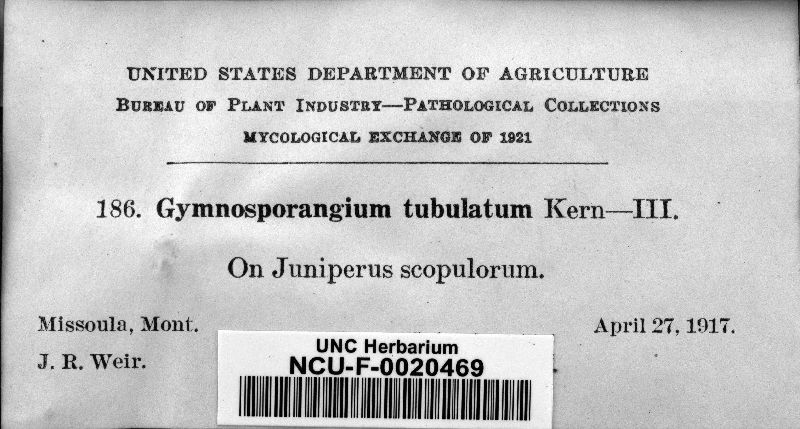 UNITED STATES DEPARTMENT OF AGRICULTURE
BUREAU OF PLANT INDUSTRY—PATHOLOGICAL COLLECTIONS
MYCOLOGICAL EXCHANGE OF 1921
186. Gymnosporangium tubulatum Kern—III.
On Juniperus scopulorum.
Missoula, Mont. April 27, 1917.
J. R. Weir.
UNC Herbarium
NCU-F-0020469